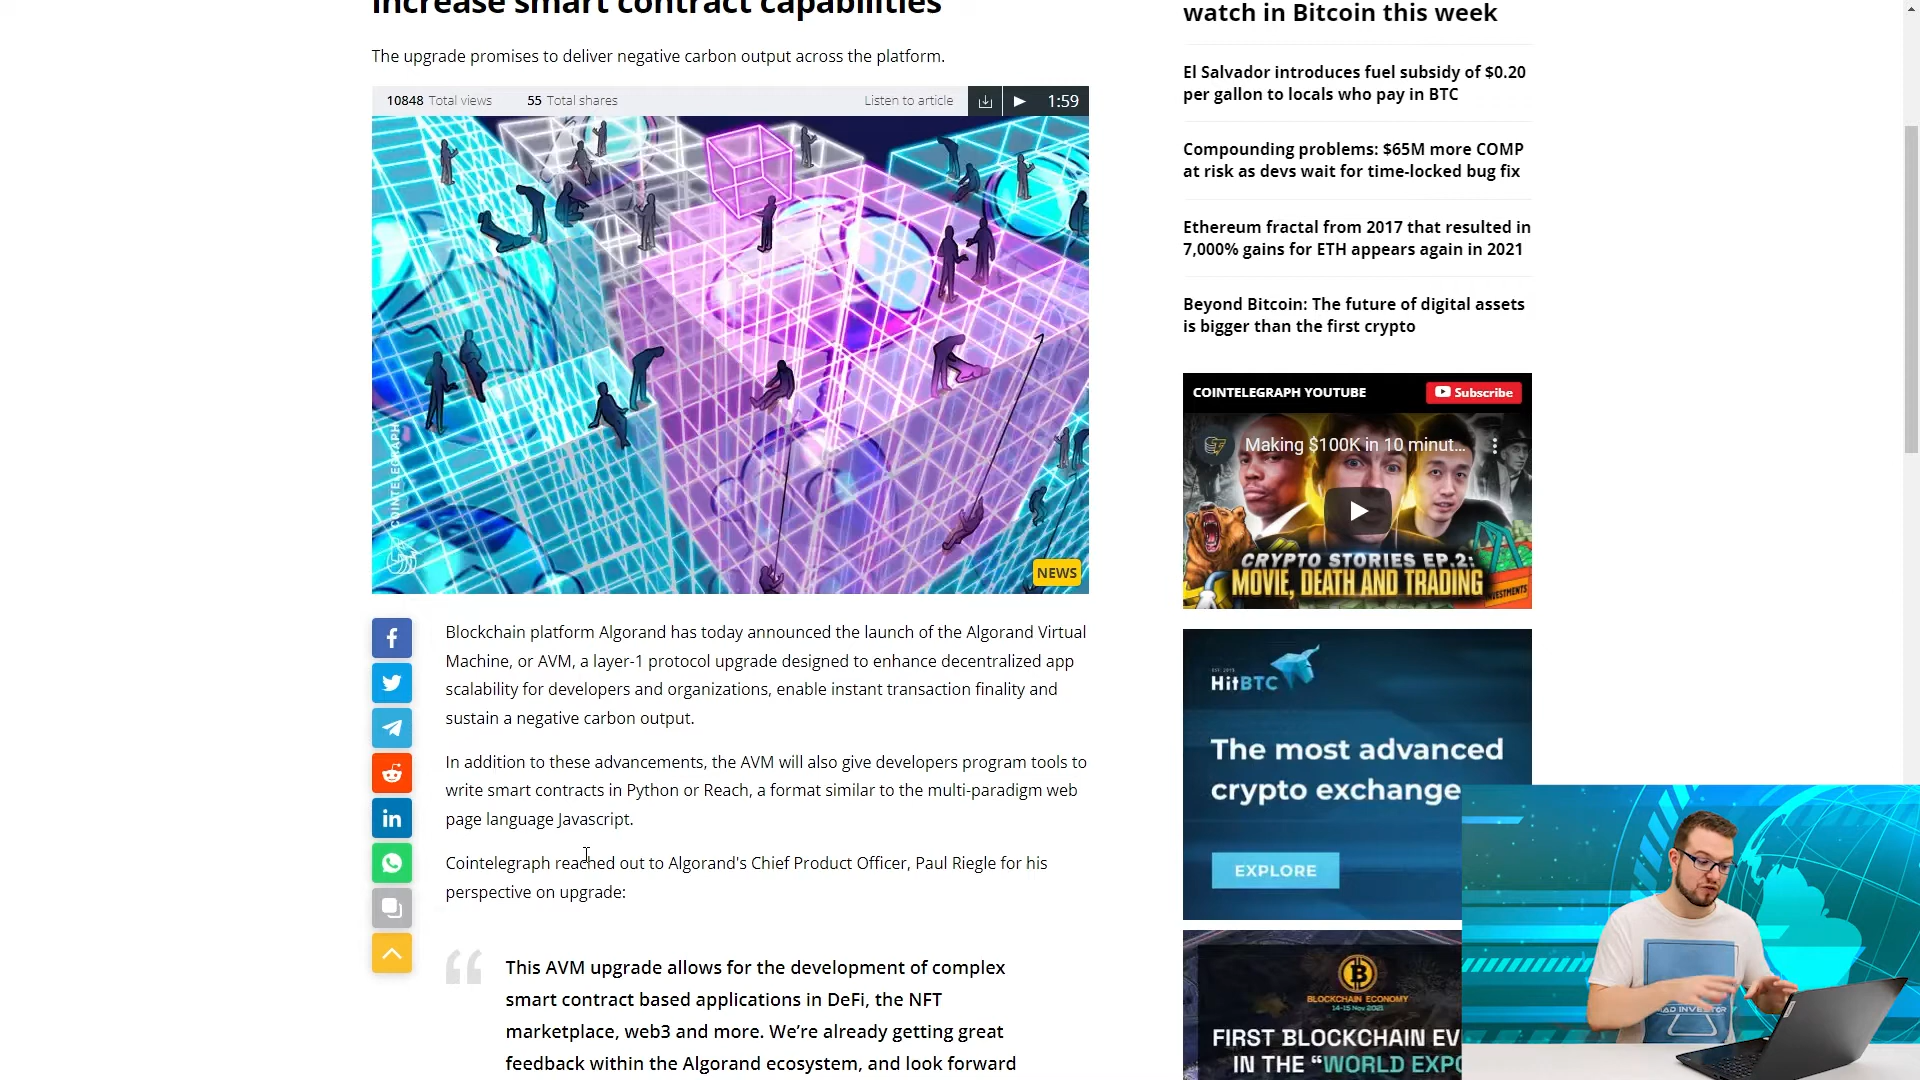 increase smart contract capabilities
The upgrade promises to deliver negative carbon output across the platform.
10848 Total views
55 Total shares
Listen to article
1:59
COINTELEGRAPH
NEWS
Blockchain platform Algorand has today announced the launch of the Algorand Virtual
Machine, or AVM, a layer-1 protocol upgrade designed to enhance decentralized app
scalability for developers and organizations, enable instant transaction finality and
sustain a negative carbon output.
In addition to these advancements, the AVM will also give developers program tools to
write smart contracts in Python or Reach, a format similar to the multi-paradigm web
page language Javascript.
Cointelegraph reached out to Algorand's Chief Product Officer, Paul Riegle for his
perspective on upgrade:
This AVM upgrade allows for the development of complex
smart contract based applications in DeFi, the NFT
marketplace, web3 and more. We’re already getting great
feedback within the Algorand ecosystem, and look forward
watch in Bitcoin this week
El Salvador introduces fuel subsidy of $0.20
per gallon to locals who pay in BTC
Compounding problems: $65M more COMP
at risk as devs wait for time-locked bug fix
Ethereum fractal from 2017 that resulted in
7,000% gains for ETH appears again in 2021
Beyond Bitcoin: The future of digital assets
is bigger than the first crypto
COINTELEGRAPH YOUTUBE
Subscribe
Making $100K in 10 minut...
CRYPTO STORIES EP.2:
MOVIE, DEATH AND TRADING
INVESTMENTS
EST. 2013
HitBTC
The most advanced
crypto exchange
EXPLORE
BLOCKCHAIN ECONOMY
14-15 Nov 2021
FIRST BLOCKCHAIN EV
IN THE “WORLD EXPO
MAD INVESTOR